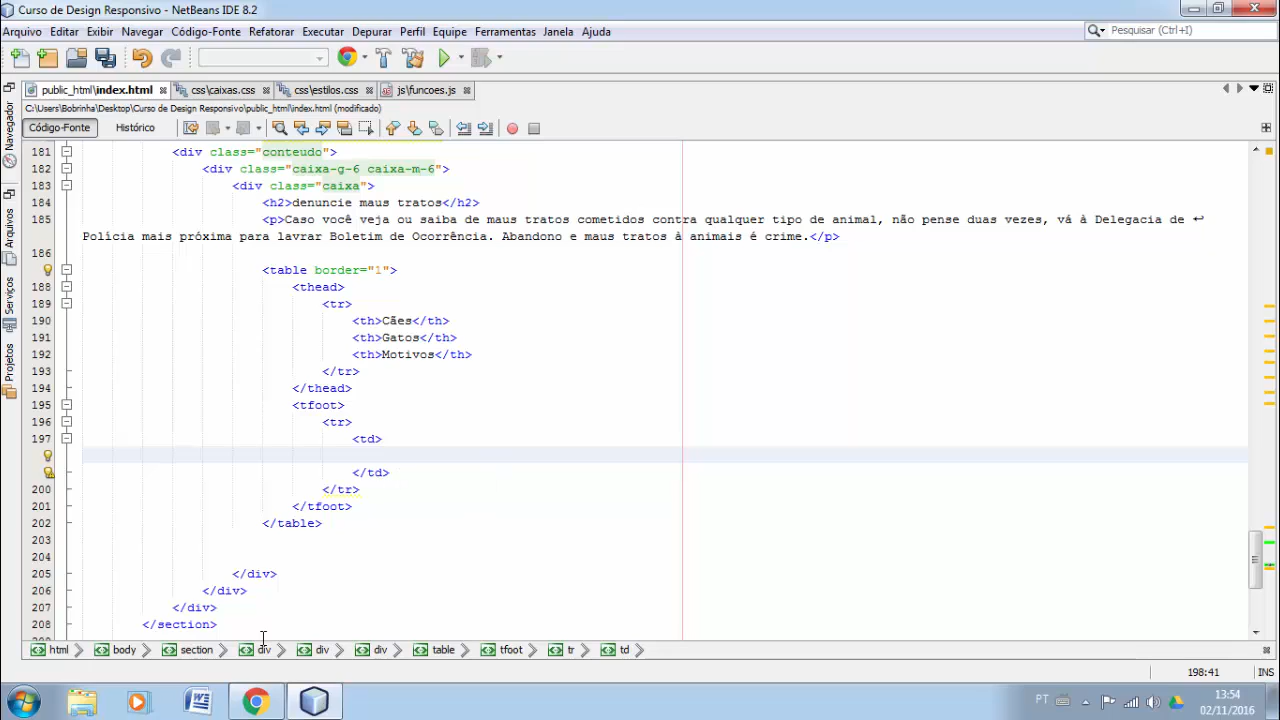 Curso de Design Responsivo - NetBeans IDE 8.2
Arquivo Editar Exibir Navegar Código-Fonte Refatorar Executar Depurar Perfil Equipe Ferramentas Janela Ajuda
Pesquisar (Ctrl+I)
public_html\index.html css\caixas.css css\estilos.css js\funcoes.js
C:\Users\Bobrinha\Desktop\Curso de Design Responsivo\public_html\index.html (modificado)
Código-Fonte Histórico
Navegador
Arquivos
Serviços
Projetos
181 <div class="conteudo">
182 <div class="caixa-g-6 caixa-m-6">
183 <div class="caixa">
184 <h2>denuncie maus tratos</h2>
185 <p>Caso você veja ou saiba de maus tratos cometidos contra qualquer tipo de animal, não pense duas vezes, vá à Delegacia de ↵
Polícia mais próxima para lavrar Boletim de Ocorrência. Abandono e maus tratos à animais é crime.</p>
186
<table border="1">
188 <thead>
189 <tr>
190 <th>Cães</th>
191 <th>Gatos</th>
192 <th>Motivos</th>
193 </tr>
194 </thead>
195 <tfoot>
196 <tr>
197 <td>
</td>
200 </tr>
201 </tfoot>
202 </table>
203
204
205 </div>
206 </div>
207 </div>
208 </section>
html body section div div div table tfoot tr td
198:41 INS
PT 13:54
02/11/2016